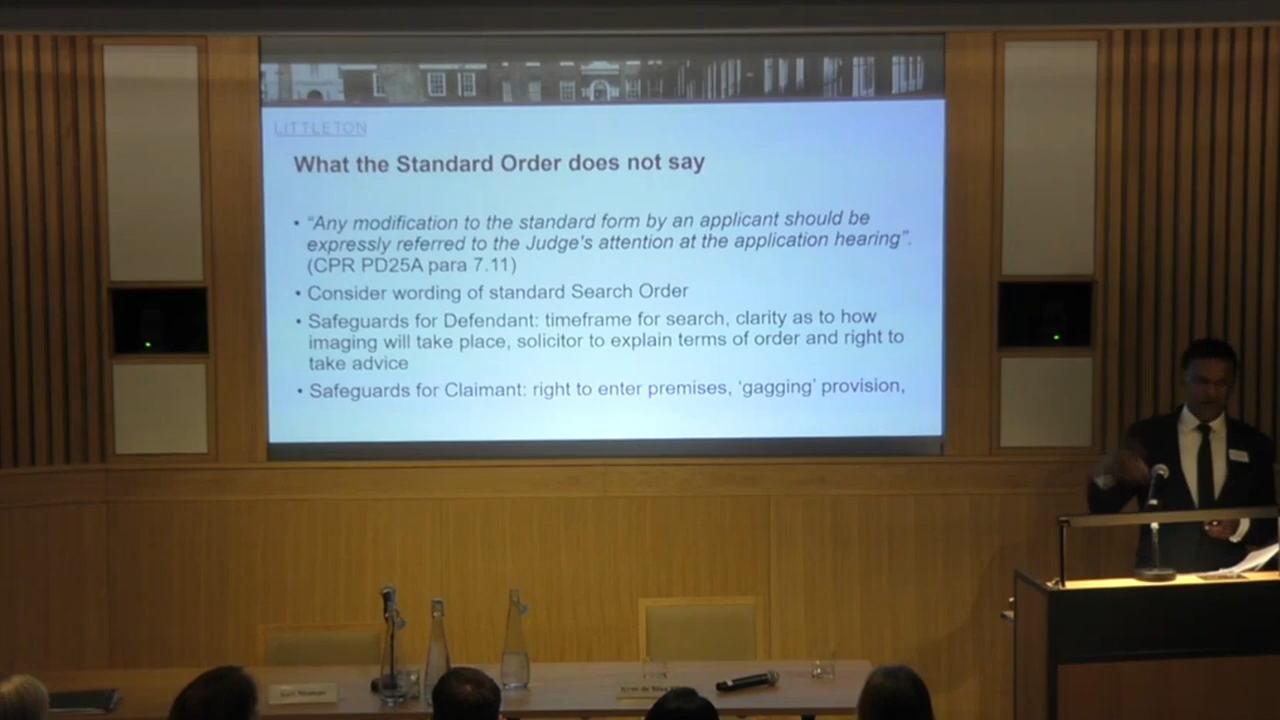 LITTLETON
What the Standard Order does not say
• “Any modification to the standard form by an applicant should be
expressly referred to the Judge's attention at the application hearing”.
(CPR PD25A para 7.11)
• Consider wording of standard Search Order
• Safeguards for Defendant: timeframe for search, clarity as to how
imaging will take place, solicitor to explain terms of order and right to
take advice
• Safeguards for Claimant: right to enter premises, ‘gagging’ provision,